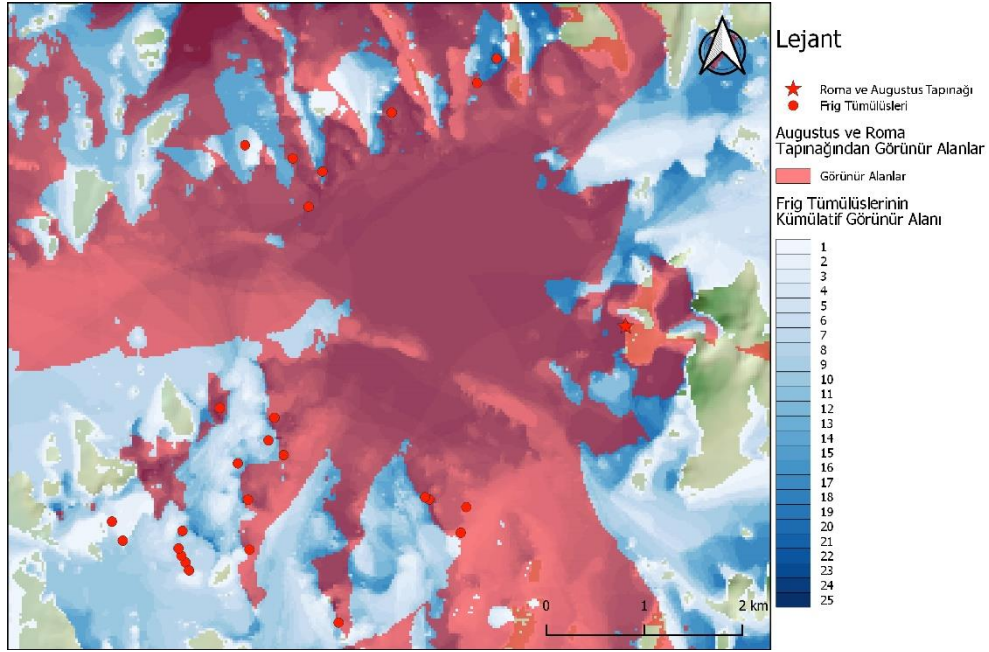 Lejant
Roma ve Augustus Tapınağı
Frig Tümülüsleri
Augustus ve Roma
Tapınağından Görünür Alanlar
Görünür Alanlar
Frig Tümülüslerinin
Kümülatif Görünür Alanı
1
2
3
4
5
6
7
8
9
10
11
12
13
14
15
16
17
18
19
20
21
22
23
24
25
0 1 2 km